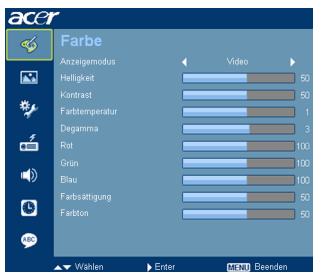 acer
Farbe
Anzeigemodus Video
Helligkeit 50
Kontrast 50
Farbtemperatur 1
Degamma 3
Rot 100
Grün 100
Blau 100
Farbsättigung 50
Farbton 50
ABC
Wählen Enter MENU Beenden